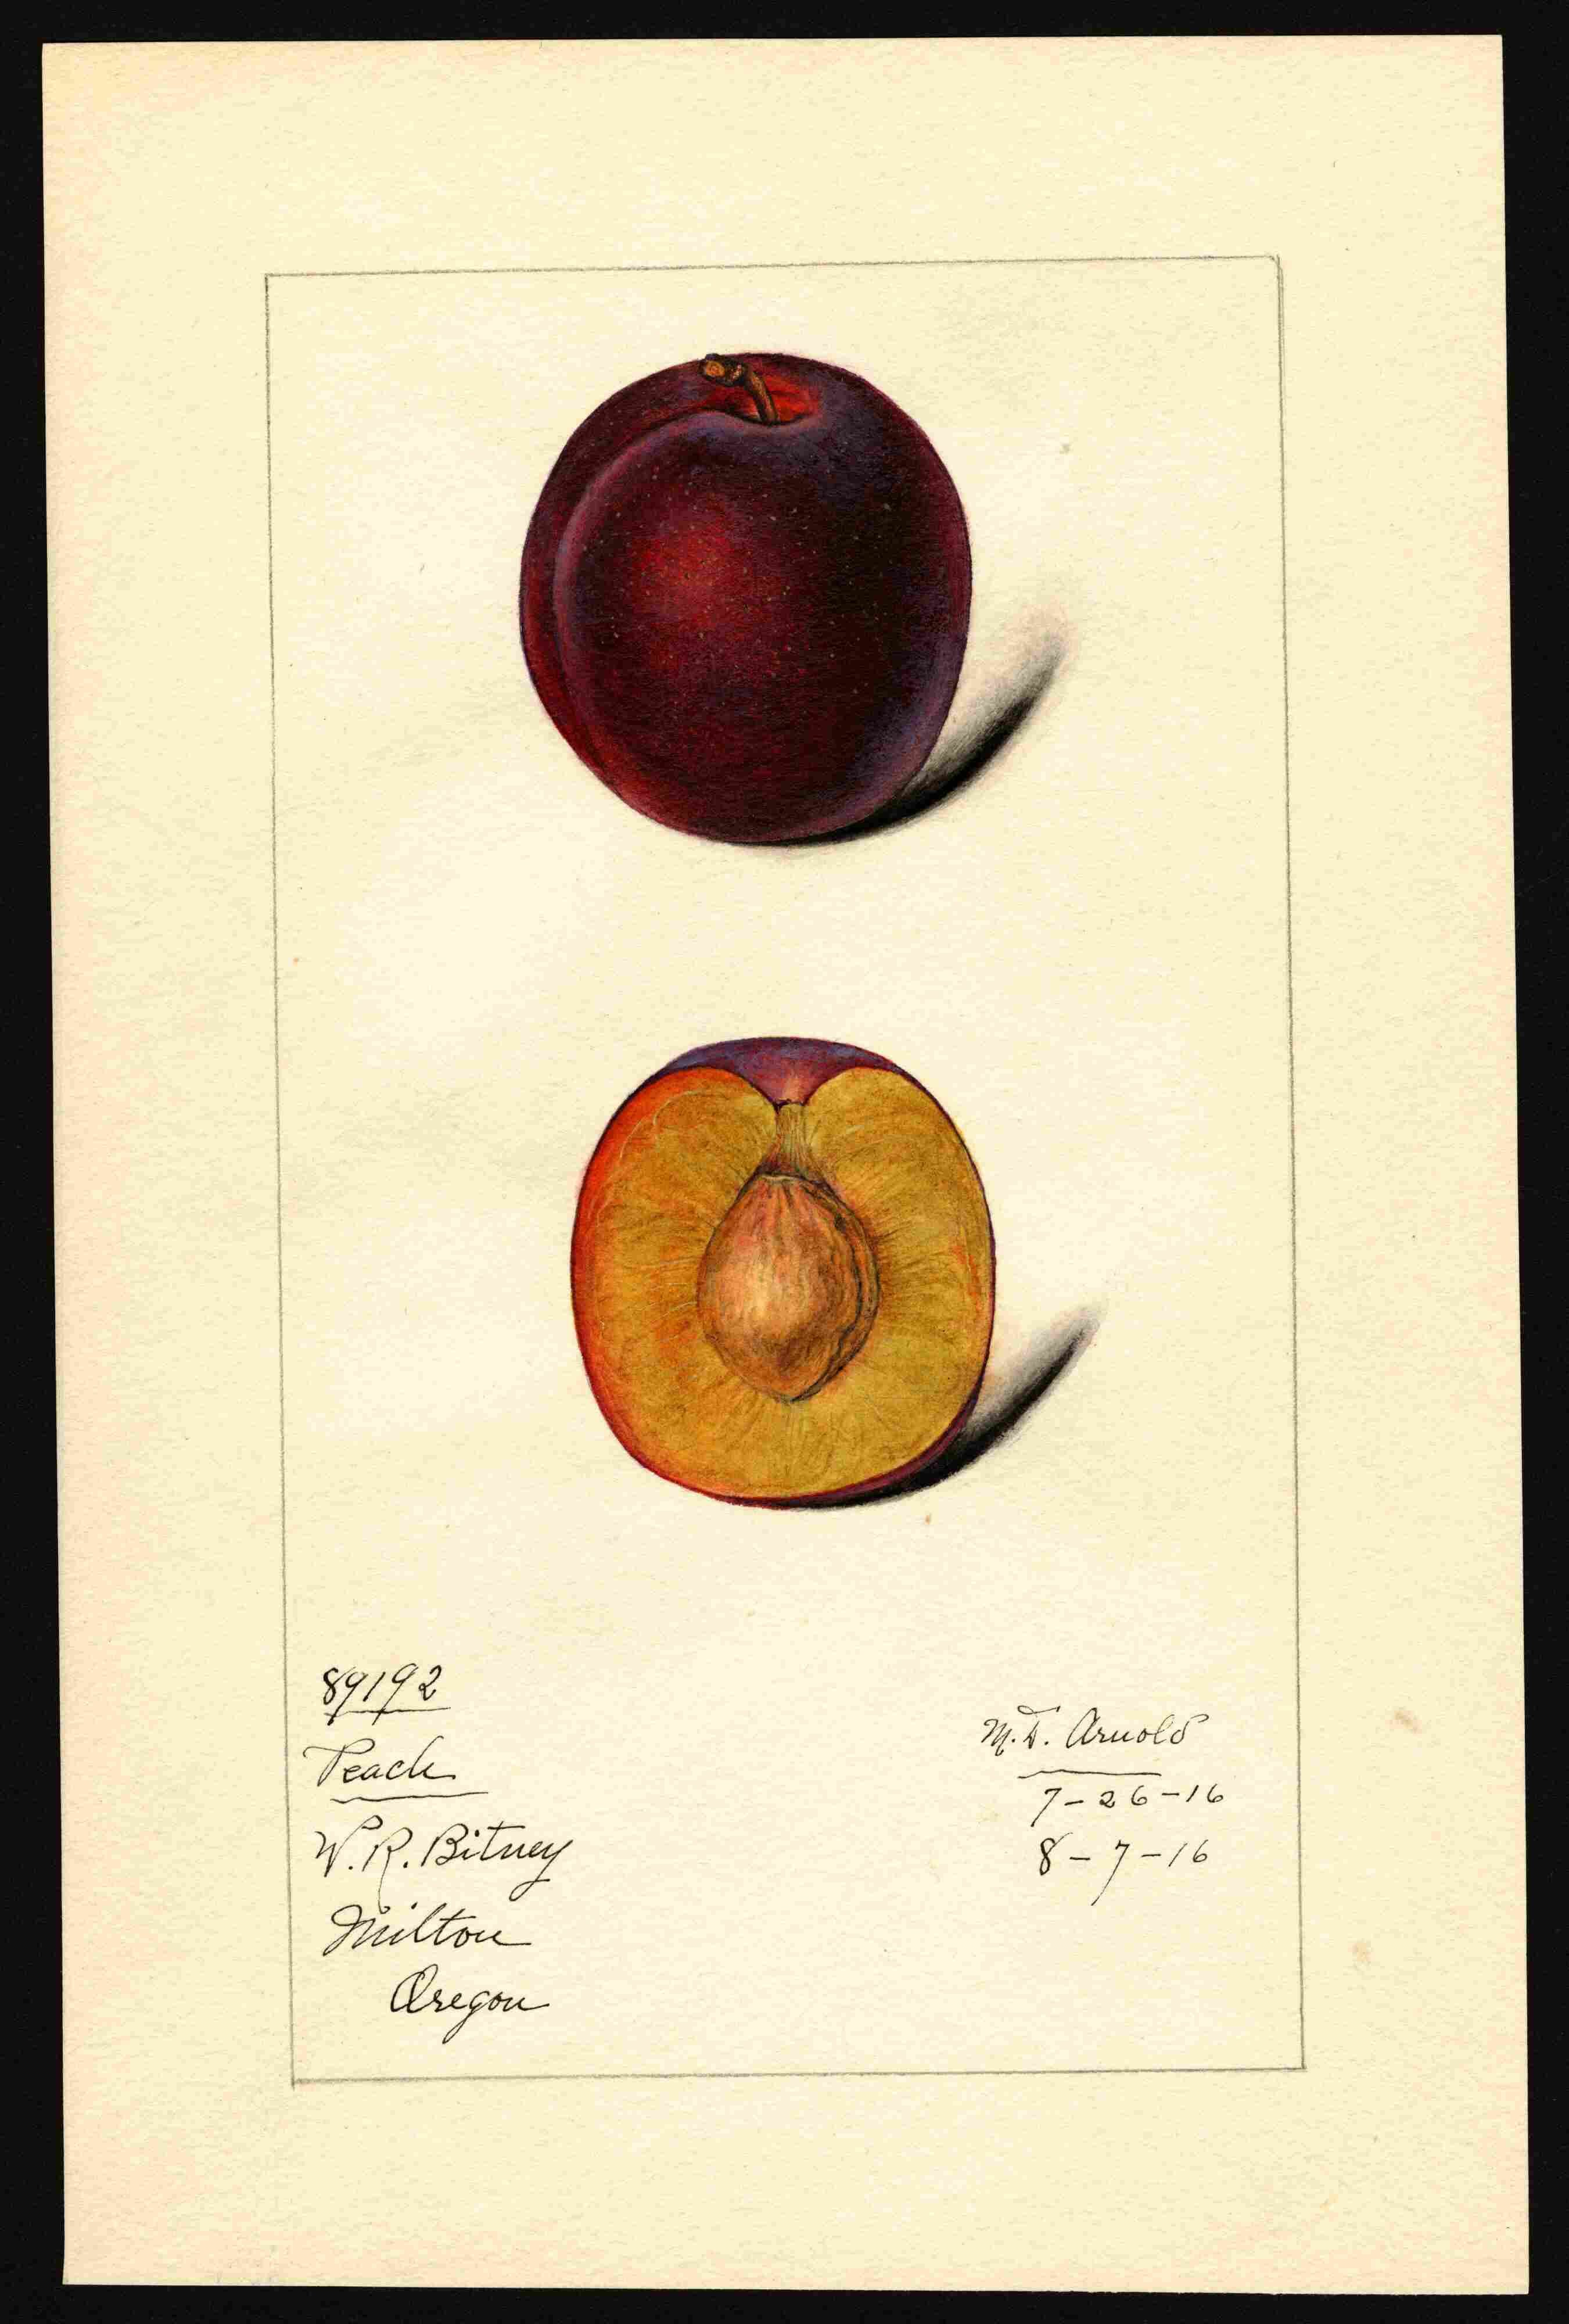 89192
Peach
W. R. Bitney
Milton
Oregon
M. D. Arnold
7-26-16
8-7-16